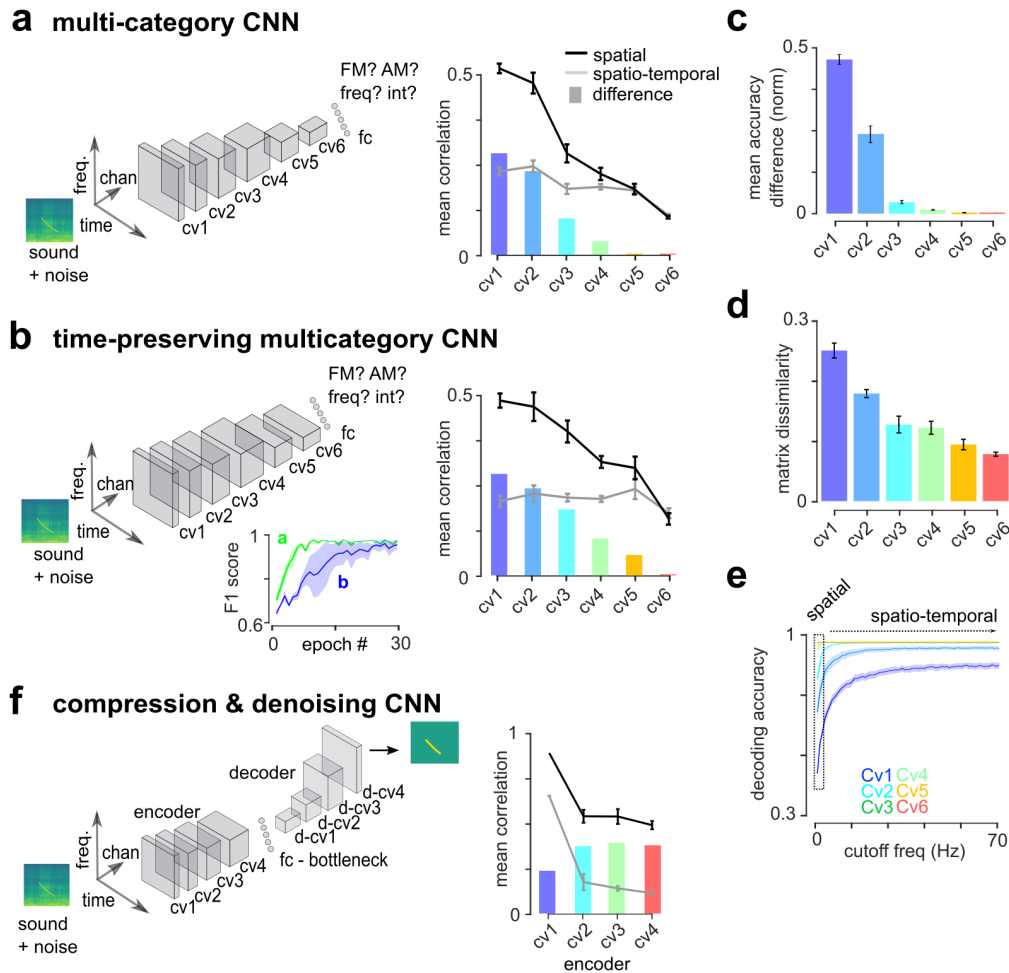 a multi-category CNN
FM? AM?
freq? int?
fc
cv6
cv5
cv4
cv3
cv2
cv1
freq.
chan
time
sound
+ noise
spatial
spatio-temporal
difference
mean correlation
0.5
0
cv1 cv2 cv3 cv4 cv5 cv6
c
mean accuracy
difference (norm)
0.5
0
cv1 cv2 cv3 cv4 cv5 cv6
b time-preserving multicategory CNN
FM? AM?
freq? int?
fc
cv6
cv5
cv4
cv3
cv2
cv1
freq.
chan
time
sound
+ noise
F1 score
1
0.6
a
b
0 30
epoch #
mean correlation
0.5
0
cv1 cv2 cv3 cv4 cv5 cv6
d
matrix dissimilarity
0.3
0
cv1 cv2 cv3 cv4 cv5 cv6
e
spatial
spatio-temporal
decoding accuracy
1
0.3
Cv1 Cv4
Cv2 Cv5
Cv3 Cv6
0 70
cutoff freq (Hz)
f compression & denoising CNN
decoder
d-cv4
d-cv3
d-cv2
d-cv1
encoder
fc - bottleneck
cv4
cv3
cv2
cv1
freq.
chan
time
sound
+ noise
mean correlation
1
0
cv1 cv2 cv3 cv4
encoder